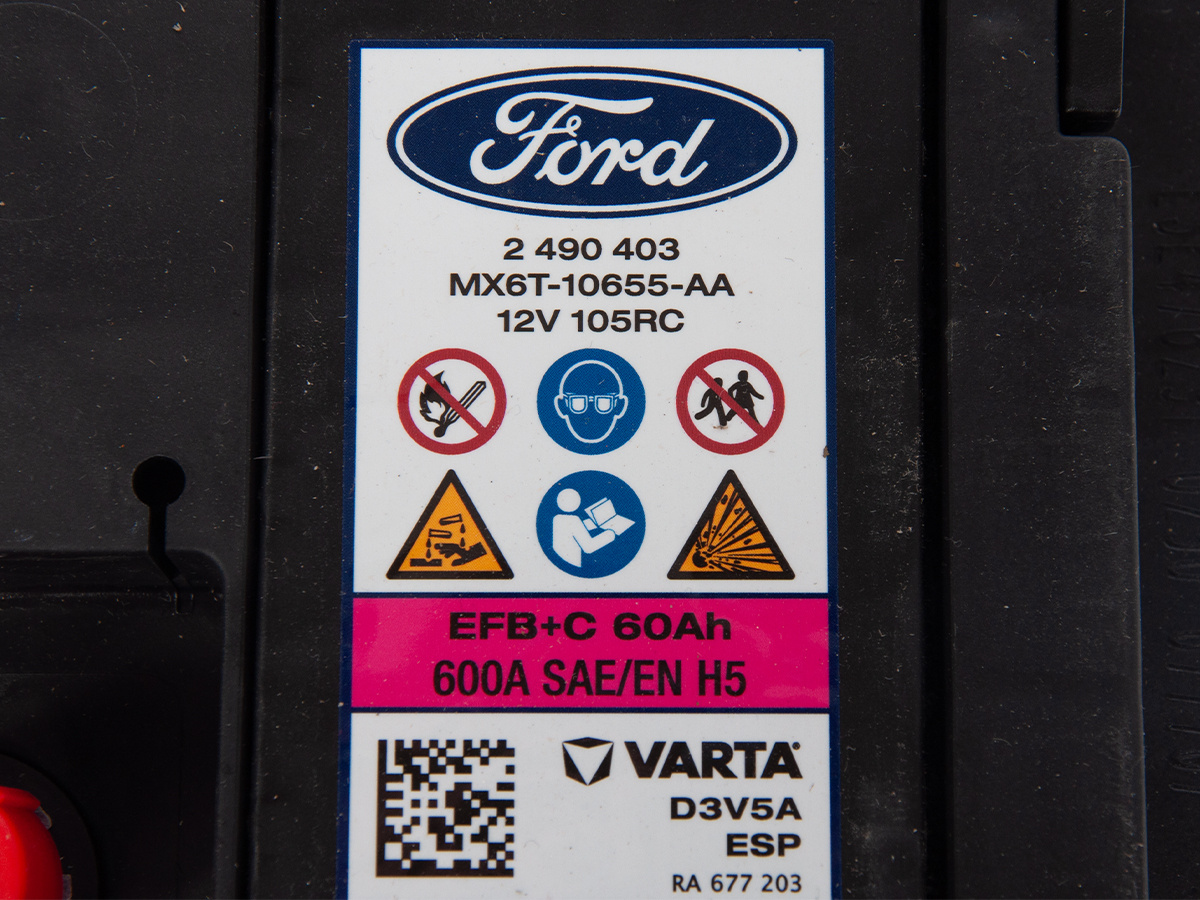 Ford
2 490 403
MX6T-10655-AA
12V 105RC
EFB+C 60Ah
600A SAE/EN H5
VARTA
D3V5A
ESP
RA 677 203